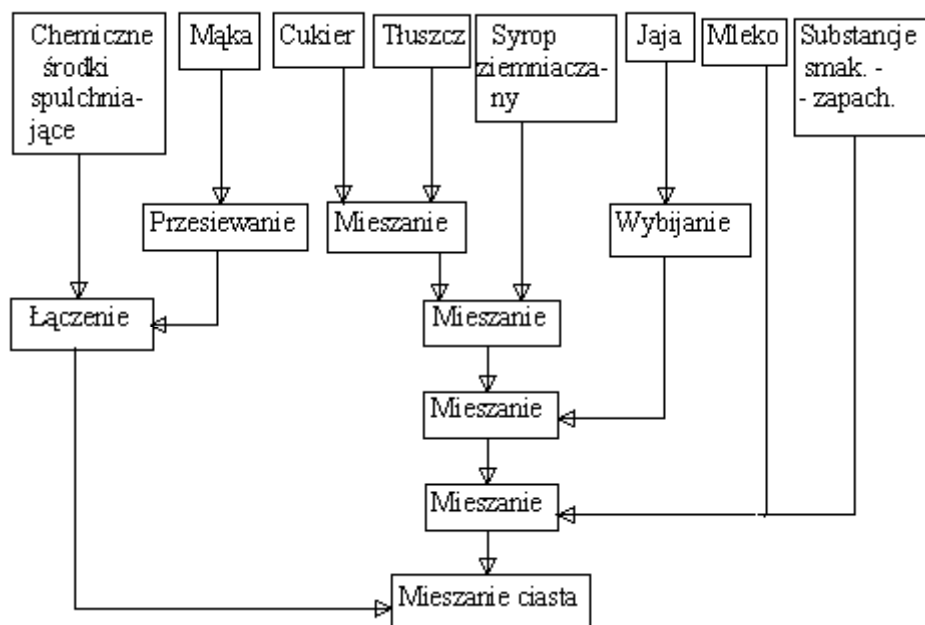 Chemiczne
środki
spulchnia-
jące
Mąka
Cukier
Tłuszcz
Syrop
ziemniacza-
ny
Jaja
Mleko
Substancje
smak. -
- zapach.
Przesiewanie
Mieszanie
Wybijanie
Łączenie
Mieszanie
Mieszanie
Mieszanie
Mieszanie ciasta